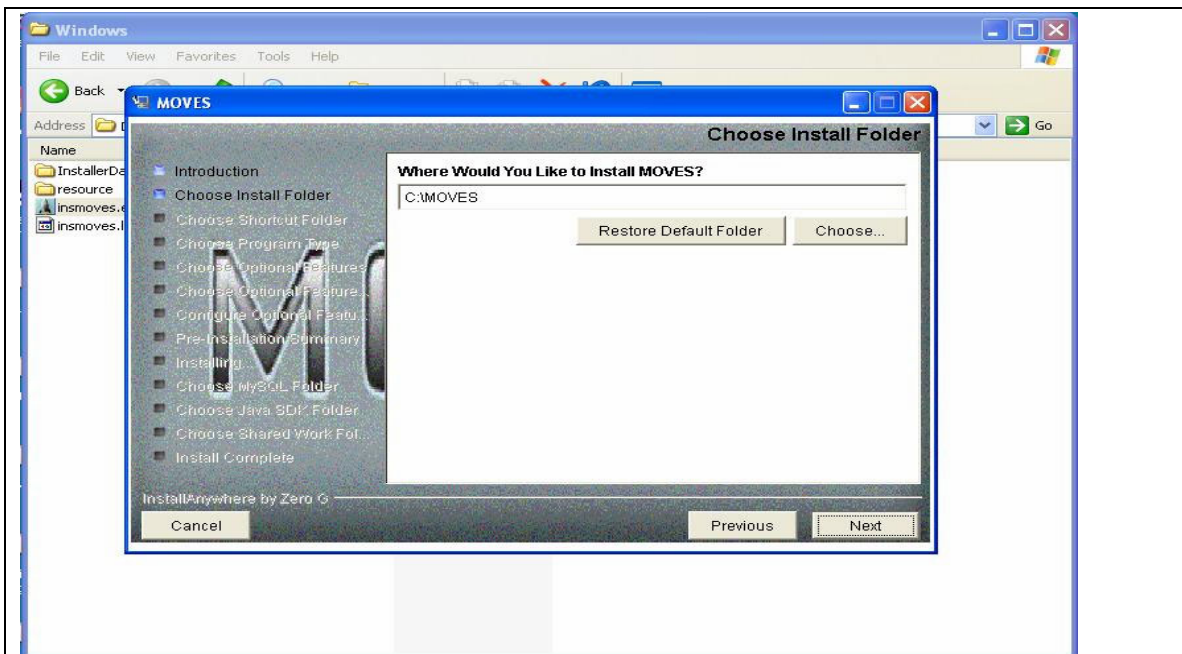 Windows
File Edit View Favorites Tools Help
Back
Address
Go
Name
InstallerDa
resource
insmoves.e
insmoves.l
MOVES
Choose Install Folder
Introduction
Choose Install Folder
Choose Shortcut Folder
Choose Program Type
Choose Optional Features
Choose Optional Feature...
Configure Optional Featu...
Pre-Installation Summary
Installing...
Choose MySQL Folder
Choose Java SDK Folder
Choose Shared Work Fol...
Install Complete
Where Would You Like to Install MOVES?
C:\MOVES
Restore Default Folder Choose...
InstallAnywhere by Zero G
Cancel Previous Next